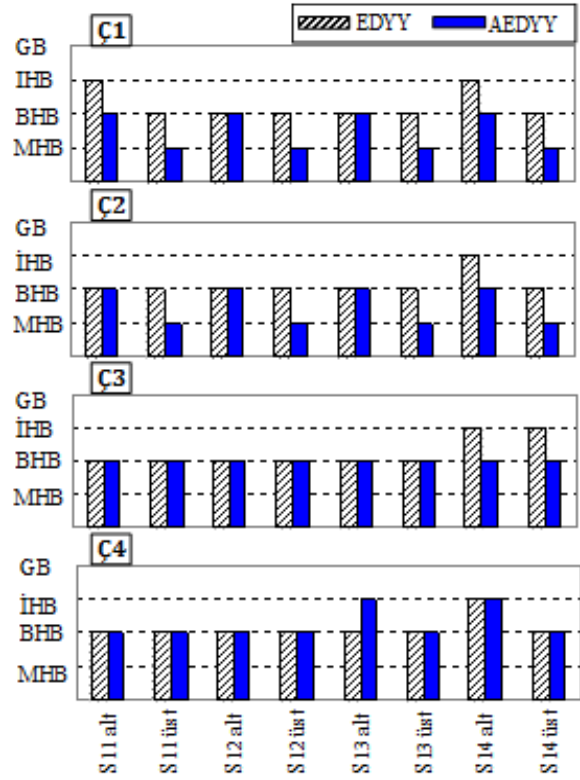 Ç1
EDYY AEDYY
GB
IHB
BHB
MHB
Ç2
GB
İHB
BHB
MHB
Ç3
GB
İHB
BHB
MHB
Ç4
GB
İHB
BHB
MHB
S11 alt
S11 üst
S12 alt
S12 üst
S13 alt
S13 üst
S14 alt
S14 üst